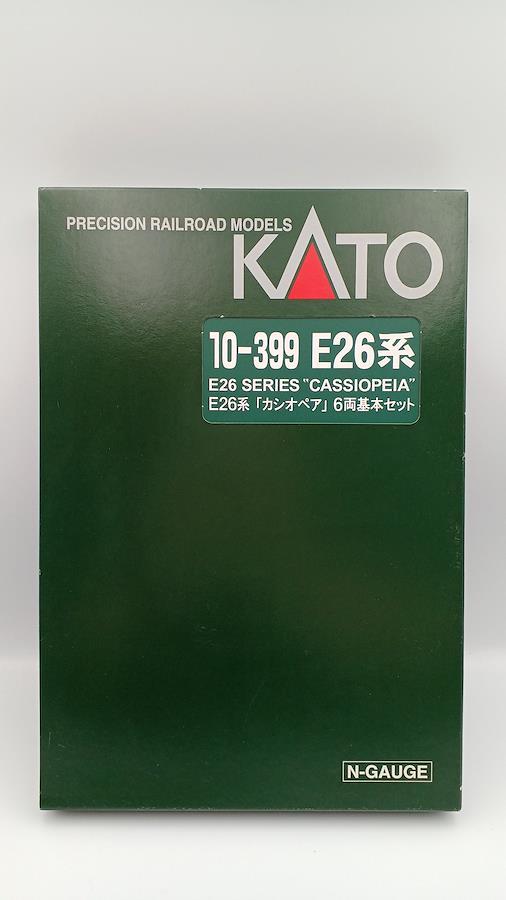 PRECISION RAILROAD MODELS
KATO
10-399 E26系
E26 SERIES "CASSIOPEIA"
E26系「カシオペア」6両基本セット
N-GAUGE